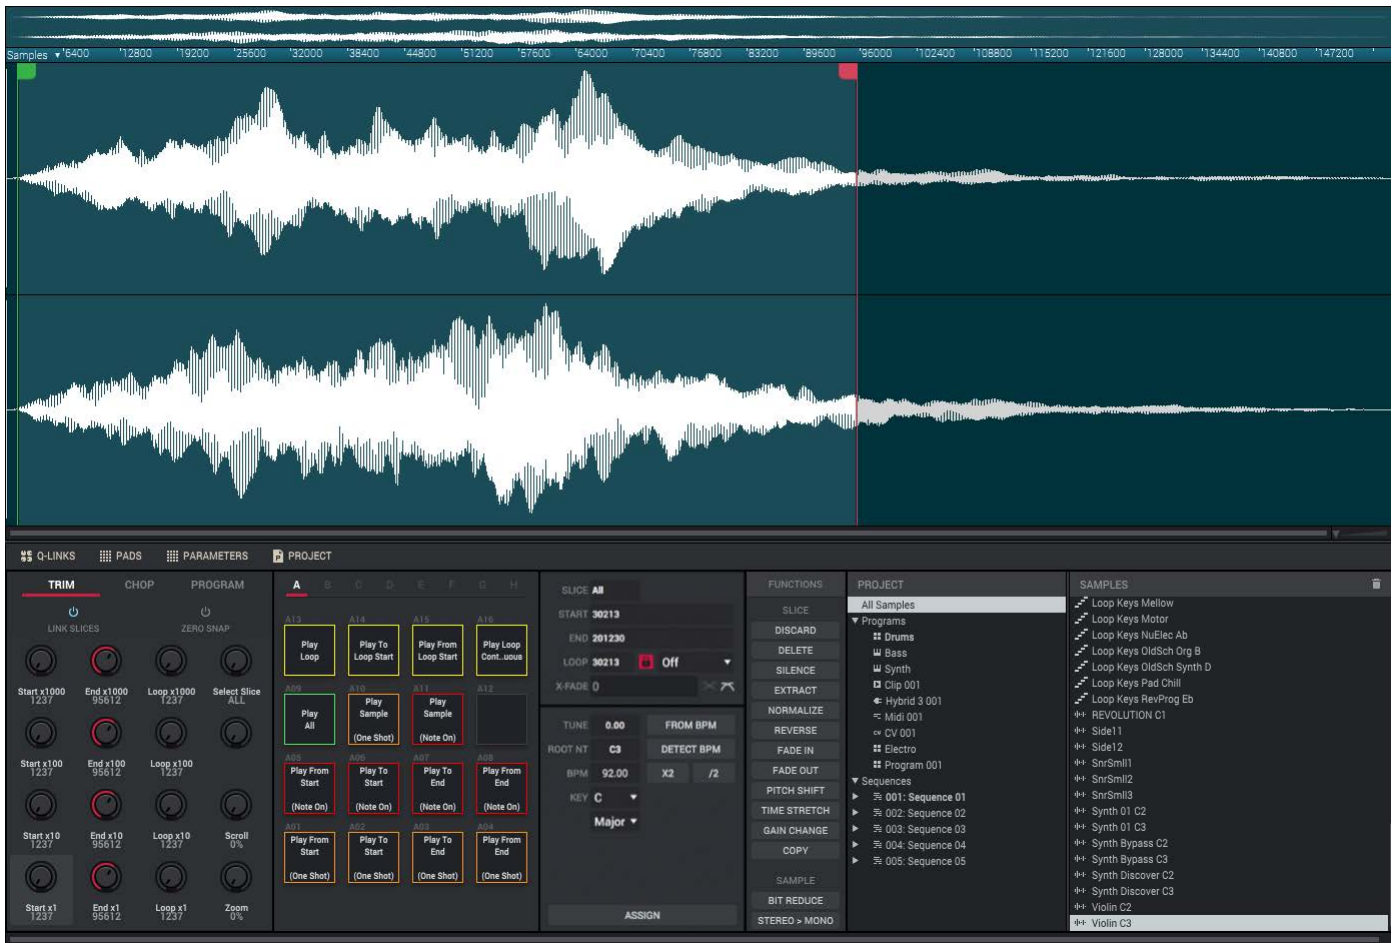 Samples ▾ '6400 '12800 '19200 '25600 '32000 '38400 '44800 '51200 '57600 '64000 '70400 '76800 '83200 '89600 '96000 '102400 '108800 '115200 '121600 '128000 '134400 '140800 '147200
Q-LINKS PADS PARAMETERS PROJECT
TRIM CHOP PROGRAM
LINK SLICES ZERO SNAP
Start x1000 End x1000 Loop x1000 Select Slice
1237 95612 1237 ALL
Start x100 End x100 Loop x100
1237 95612 1237
Start x10 End x10 Loop x10 Scroll
1237 95612 1237 0%
Start x1 End x1 Loop x1 Zoom
1237 95612 1237 0%
A B C D E F G H
A13 A14 A15 A16
Play Loop
Play To Loop Start
Play From Loop Start
Play Loop Cont..uous
A09 A10 A11 A12
Play All
Play Sample (One Shot)
Play Sample (Note On)
A05 A06 A07 A08
Play From Start (Note On)
Play To Start (Note On)
Play To End (Note On)
Play From End (Note On)
A01 A02 A03 A04
Play From Start (One Shot)
Play To Start (One Shot)
Play To End (One Shot)
Play From End (One Shot)
SLICE All
START 30213
END 201230
LOOP 30213 Off
X-FADE 0
TUNE 0.00 FROM BPM
ROOT NT C3 DETECT BPM
BPM 92.00 X2 /2
KEY C
Major
ASSIGN
FUNCTIONS
SLICE
DISCARD
DELETE
SILENCE
EXTRACT
NORMALIZE
REVERSE
FADE IN
FADE OUT
PITCH SHIFT
TIME STRETCH
GAIN CHANGE
COPY
SAMPLE
BIT REDUCE
STEREO > MONO
PROJECT
All Samples
Programs
Drums
Bass
Synth
Clip 001
Hybrid 3 001
Midi 001
CV CV 001
Electro
Program 001
Sequences
001: Sequence 01
002: Sequence 02
003: Sequence 03
004: Sequence 04
005: Sequence 05
SAMPLES
Loop Keys Mellow
Loop Keys Motor
Loop Keys NuElec Ab
Loop Keys OldSch Org B
Loop Keys OldSch Synth D
Loop Keys Pad Chill
Loop Keys RevProg Eb
REVOLUTION C1
Side11
Side12
SnrSmll1
SnrSmll2
SnrSmll3
Synth 01 C2
Synth 01 C3
Synth Bypass C2
Synth Bypass C3
Synth Discover C2
Synth Discover C3
Violin C2
Violin C3